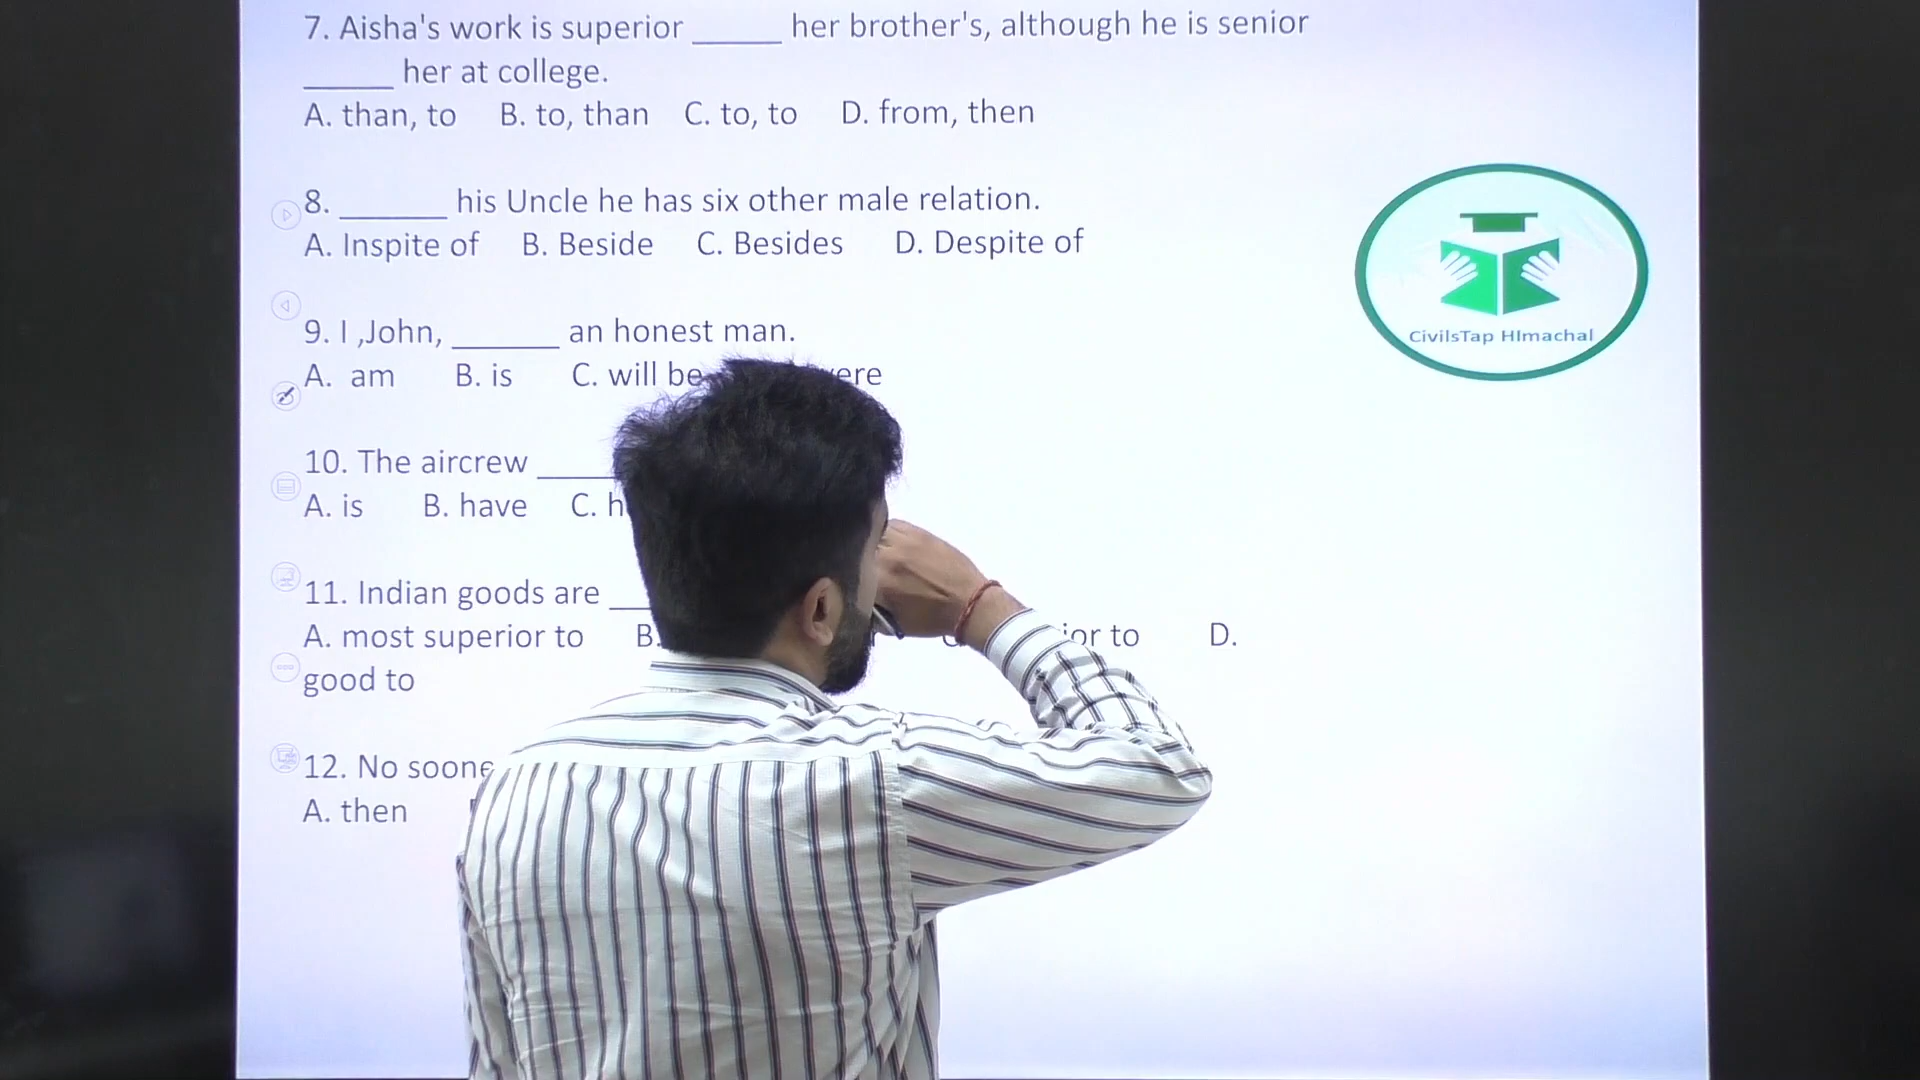 7. Aisha's work is superior _____ her brother's, although he is senior
_____ her at college.
A. than, to B. to, than C. to, to D. from, then
8. ______ his Uncle he has six other male relation.
A. Inspite of B. Beside C. Besides D. Despite of
9. I ,John, ______ an honest man.
A. am B. is C. will be
10. The aircrew
A. is B. have C.
11. Indian goods are
A. most superior to B. to D.
good to
12. No
A. then
CivilsTap HImachal